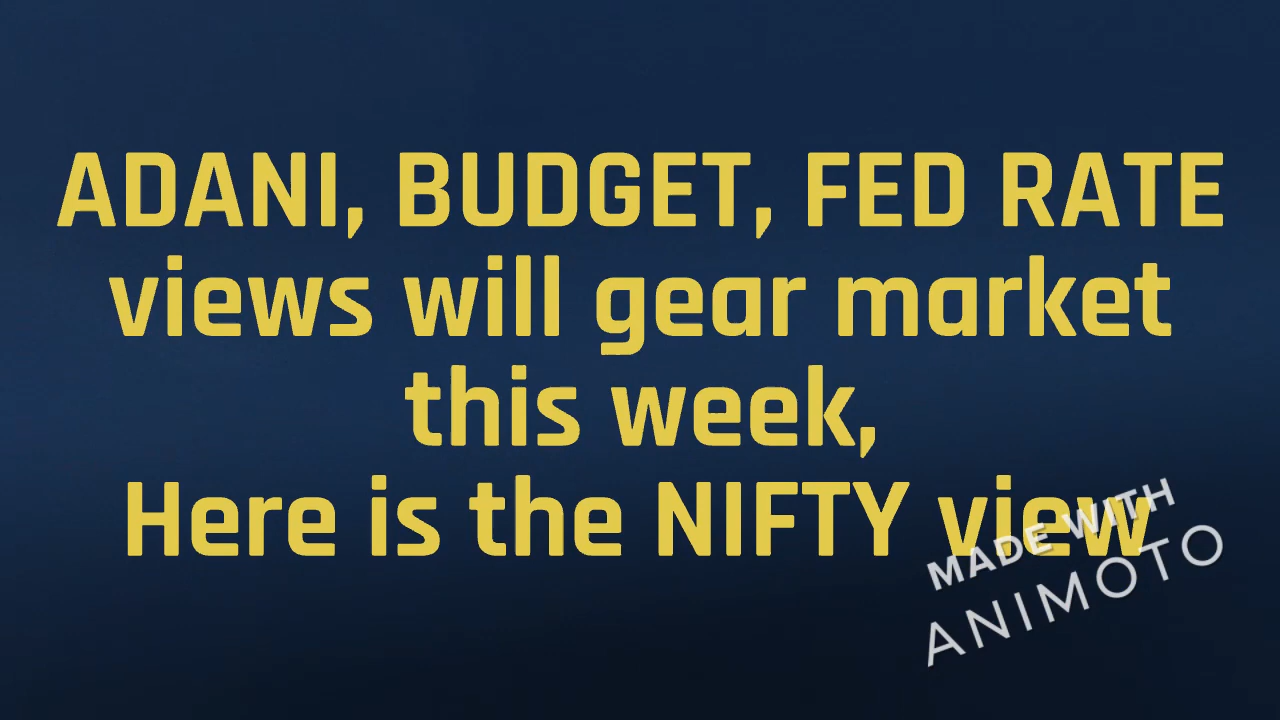 ADANI, BUDGET, FED RATE
views will gear market
this week,
Here is the NIFTY view
MADE WITH
ANIMOTO